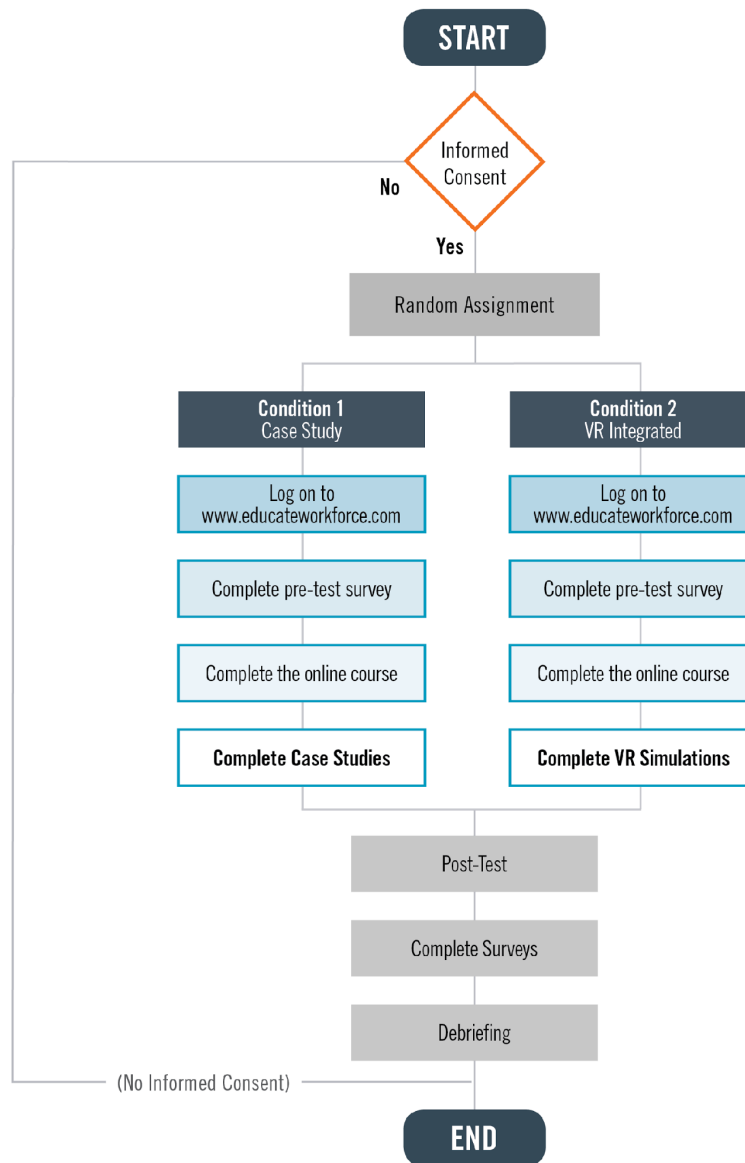 START
Informed
Consent
No
Yes
Random Assignment
Condition 1
Case Study
Log on to
www.educateworkforce.com
Complete pre-test survey
Complete the online course
Complete Case Studies
Condition 2
VR Integrated
Log on to
www.educateworkforce.com
Complete pre-test survey
Complete the online course
Complete VR Simulations
Post-Test
Complete Surveys
Debriefing
(No Informed Consent)
END